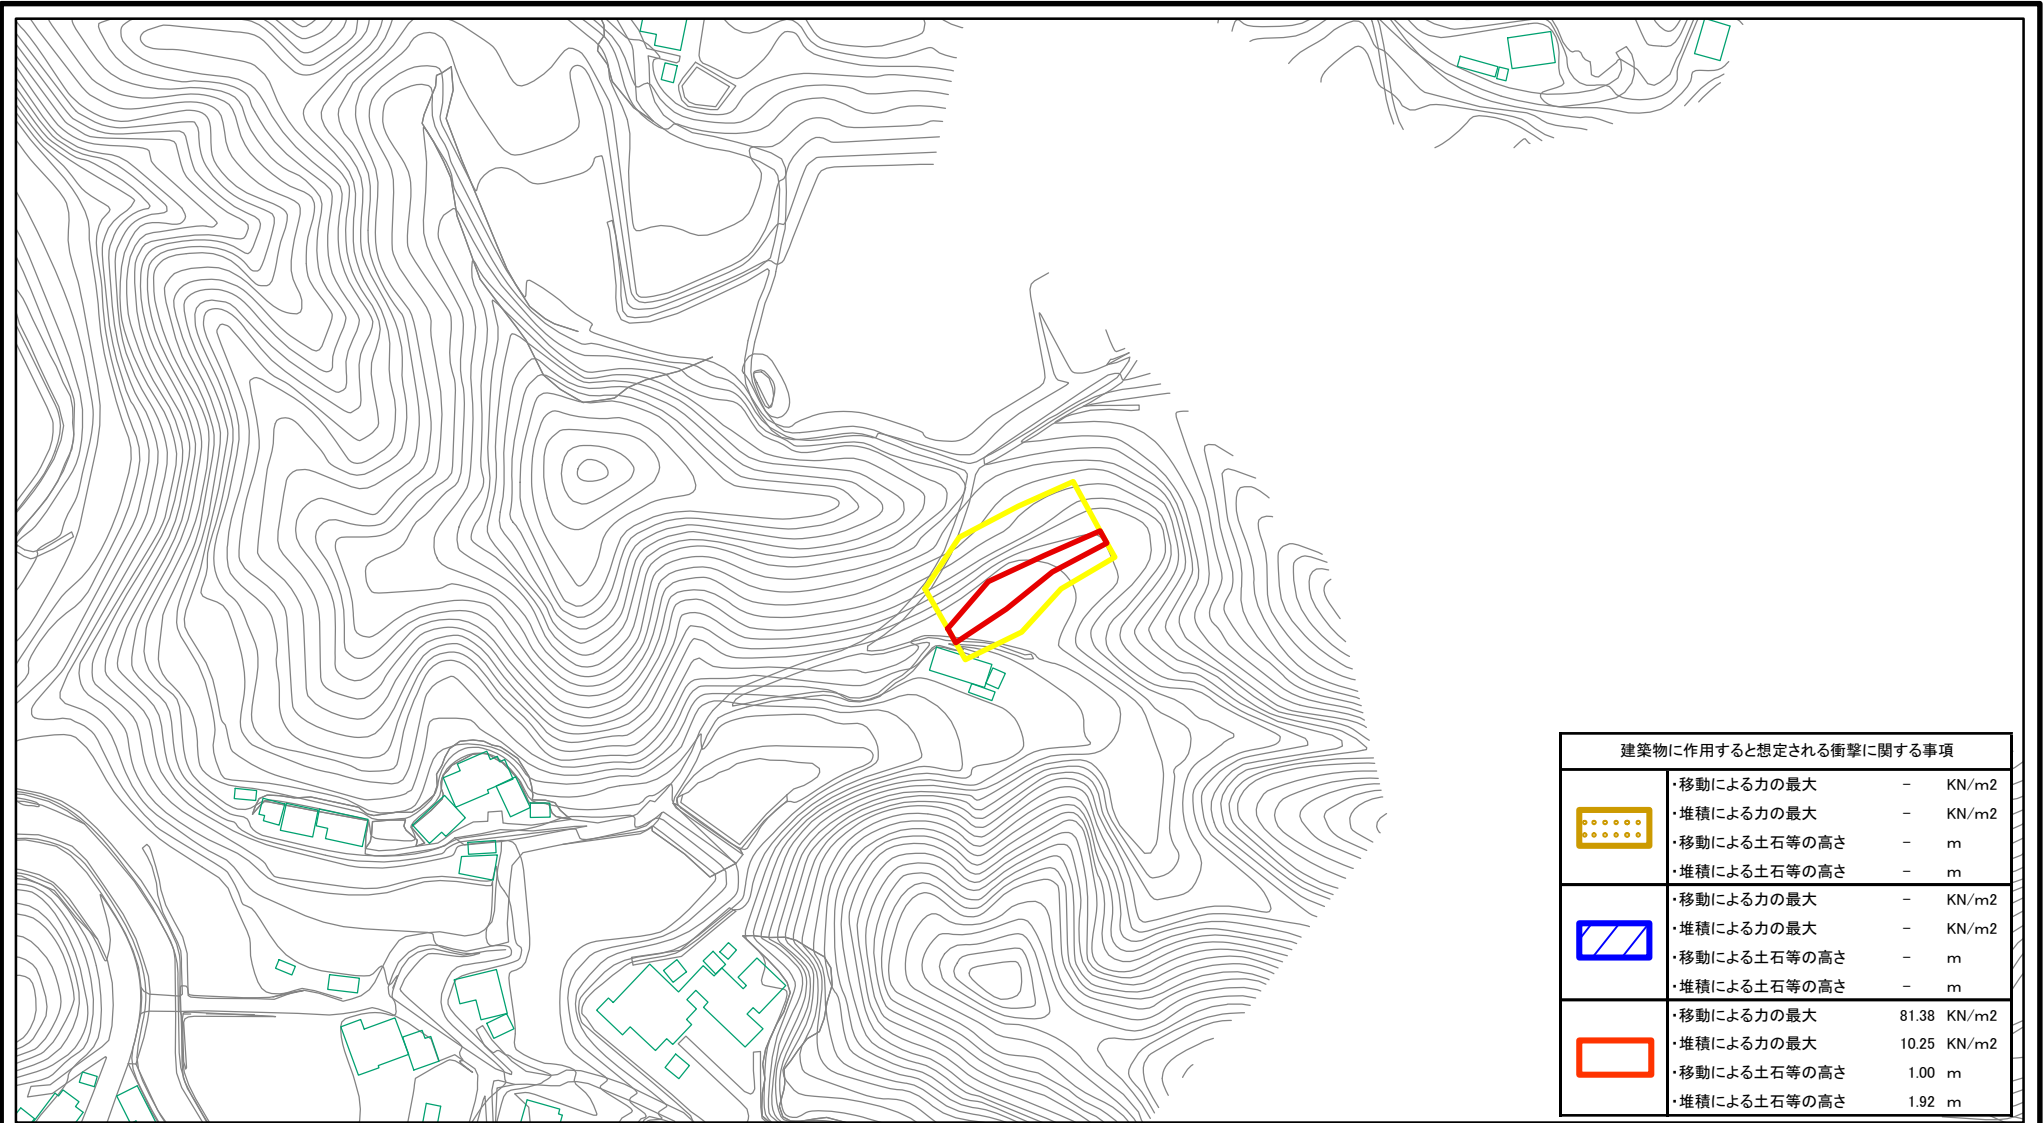 建築物に作用すると想定される衝撃に関する事項
・移動による力の最大 - KN/m2
・堆積による力の最大 - KN/m2
・移動による土石等の高さ - m
・堆積による土石等の高さ - m
・移動による力の最大 - KN/m2
・堆積による力の最大 - KN/m2
・移動による土石等の高さ - m
・堆積による土石等の高さ - m
・移動による力の最大 81.38 KN/m2
・堆積による力の最大 10.25 KN/m2
・移動による土石等の高さ 1.00 m
・堆積による土石等の高さ 1.92 m